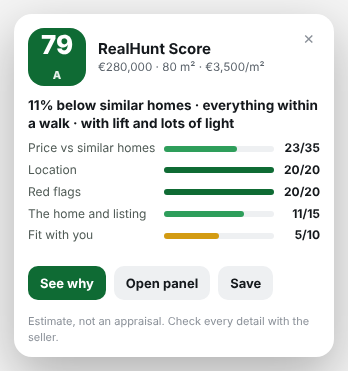 79
A
RealHunt Score
×
€280,000 · 80 m² · €3,500/m²
11% below similar homes · everything within
a walk · with lift and lots of light
Price vs similar homes 23/35
Location 20/20
Red flags 20/20
The home and listing 11/15
Fit with you 5/10
See why Open panel Save
Estimate, not an appraisal. Check every detail with the
seller.